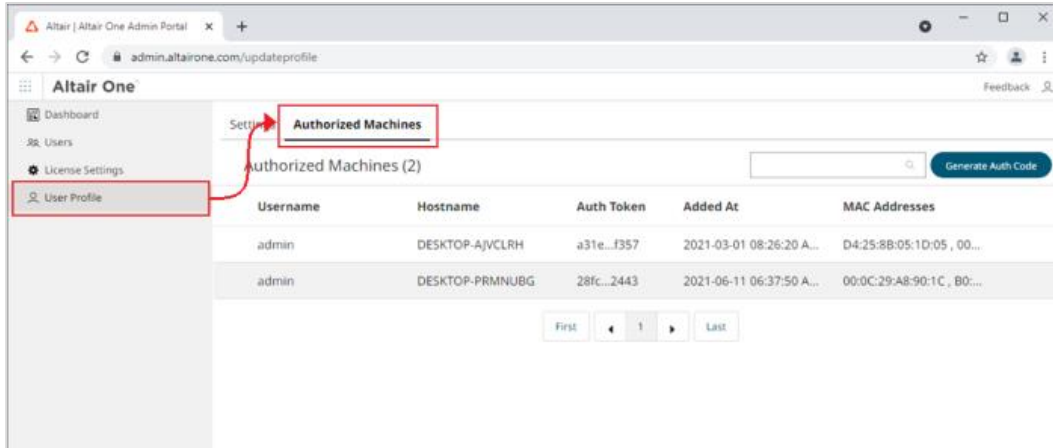 Altair | Altair One Admin Portal
admin.altairone.com/updateprofile
Altair One
Feedback
Dashboard
Users
License Settings
User Profile
Authorized Machines
Authorized Machines (2)
Generate Auth Code
Username Hostname Auth Token Added At MAC Addresses
admin DESKTOP-AJVCLRH a31e...f357 2021-03-01 08:26:20 A... D4:25:8B:05:1D:05 , 00...
admin DESKTOP-PRMNUBG 28fc...2443 2021-06-11 06:37:50 A... 00:0C:29:A8:90:1C , B0:...
First 1 Last